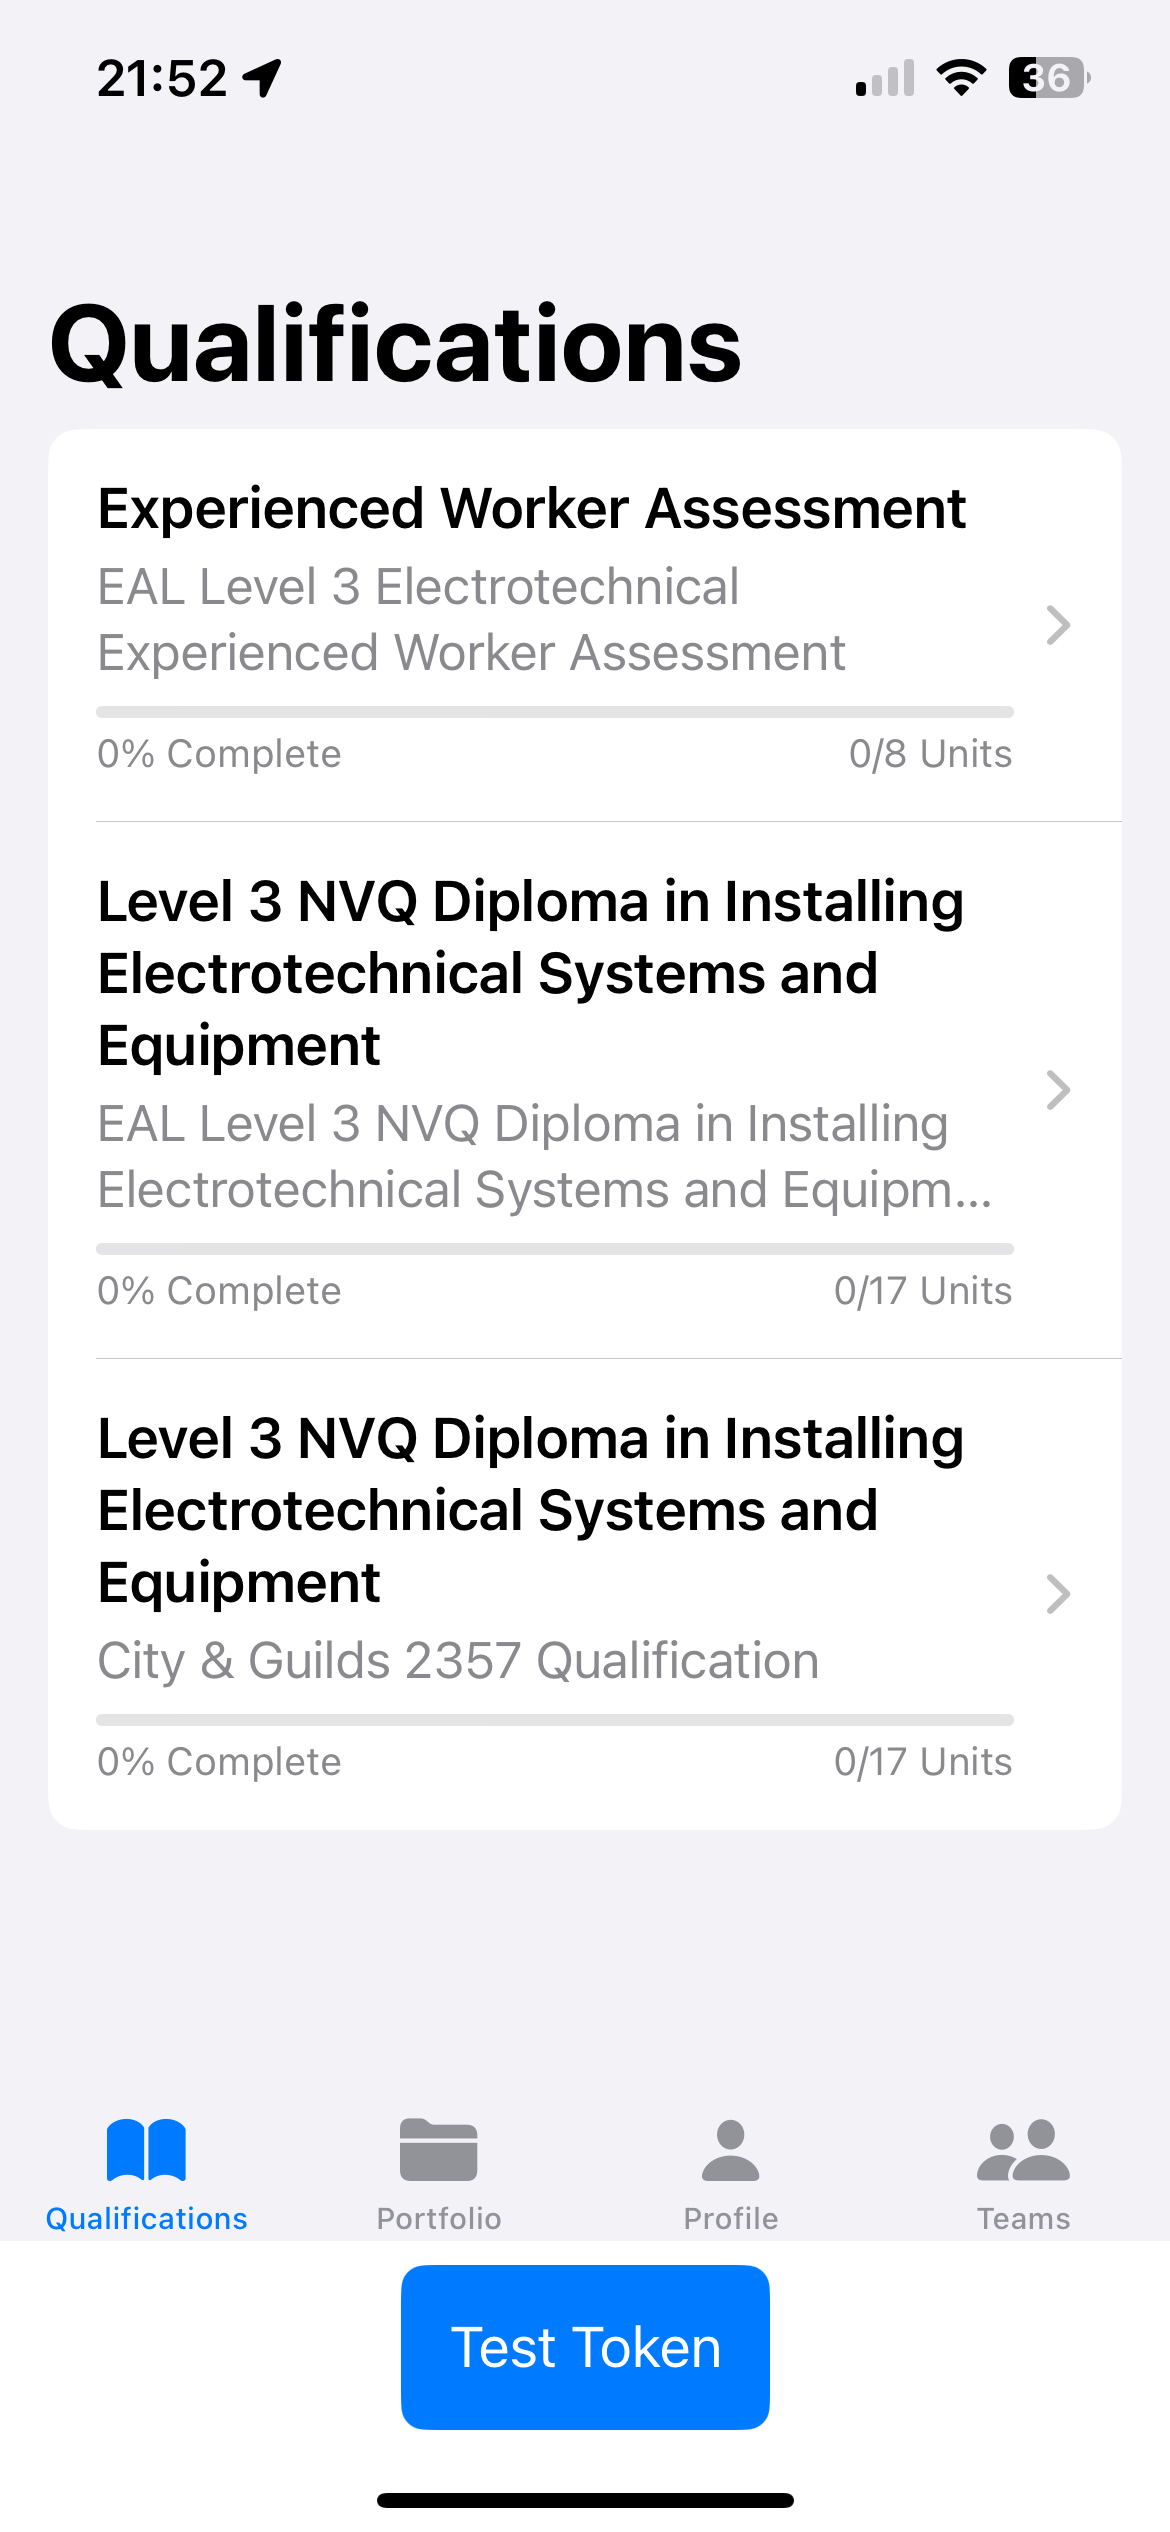 21:52
36
Qualifications
Experienced Worker Assessment
EAL Level 3 Electrotechnical
Experienced Worker Assessment
0% Complete
0/8 Units
Level 3 NVQ Diploma in Installing
Electrotechnical Systems and
Equipment
EAL Level 3 NVQ Diploma in Installing
Electrotechnical Systems and Equipm...
0% Complete
0/17 Units
Level 3 NVQ Diploma in Installing
Electrotechnical Systems and
Equipment
City & Guilds 2357 Qualification
0% Complete
0/17 Units
Qualifications
Portfolio
Profile
Teams
Test Token